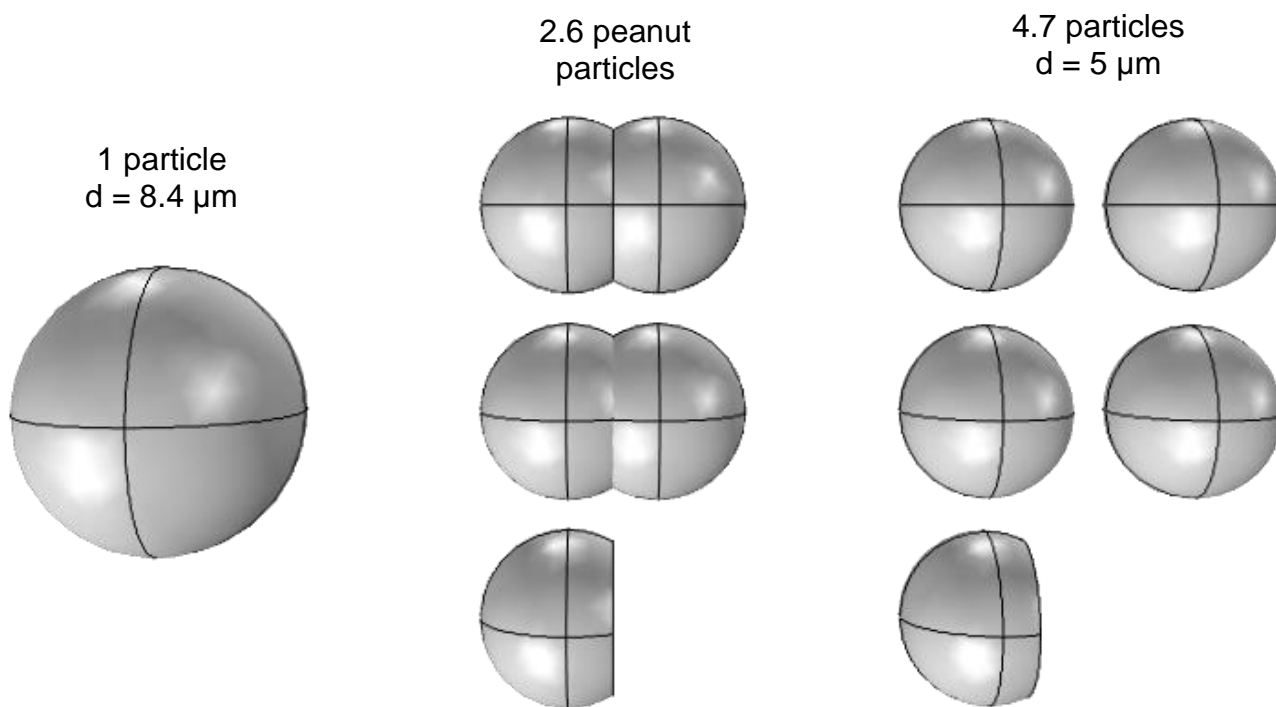 1 particle
d = 8.4 µm
2.6 peanut
particles
4.7 particles
d = 5 µm